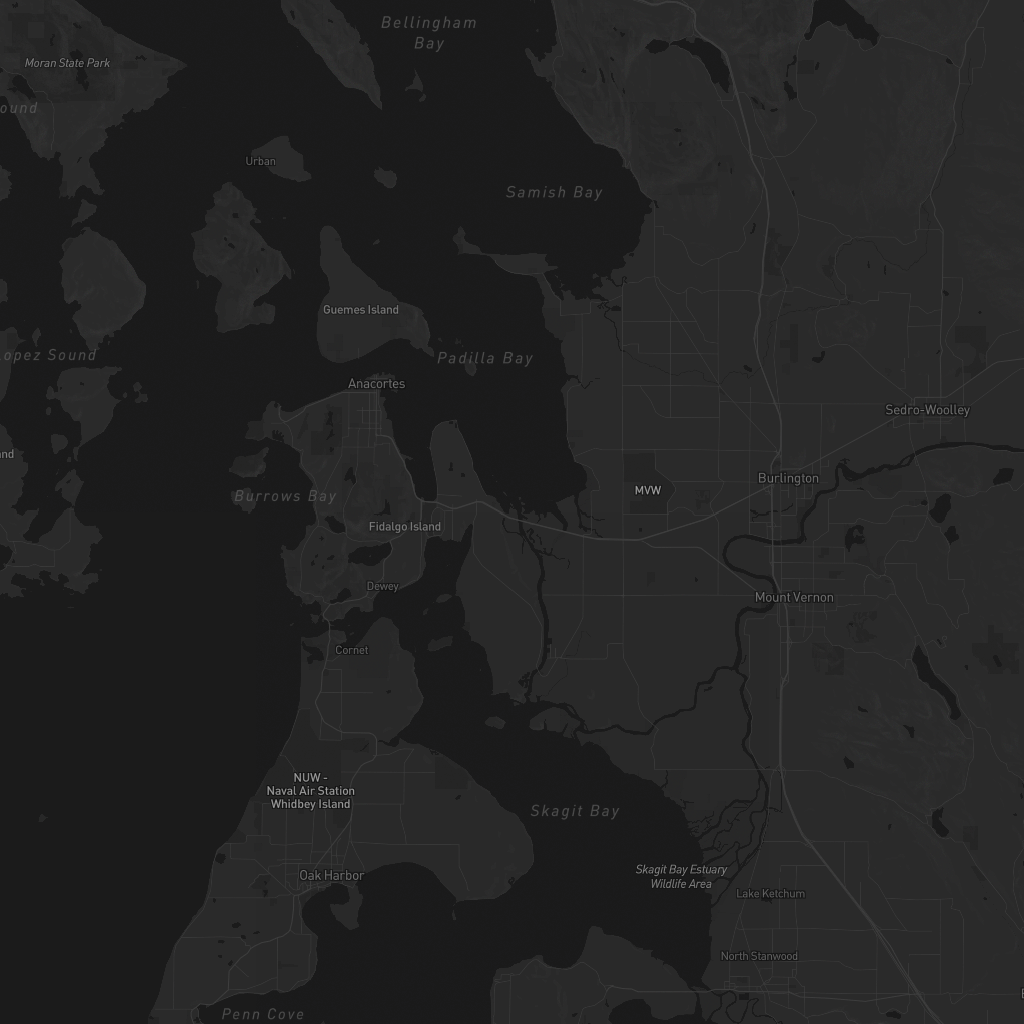 Bellingham
Bay
Moran State Park
ound
Urban
Samish Bay
Guemes Island
opez Sound
Padilla Bay
Anacortes
Sedro-Woolley
nd
Burlington
MVW
Burrows Bay
Fidalgo Island
Dewey
Mount Vernon
Cornet
NUW -
Naval Air Station
Whidbey Island
Skagit Bay
Oak Harbor
Skagit Bay Estuary
Wildlife Area
Lake Ketchum
North Stanwood
Penn Cove